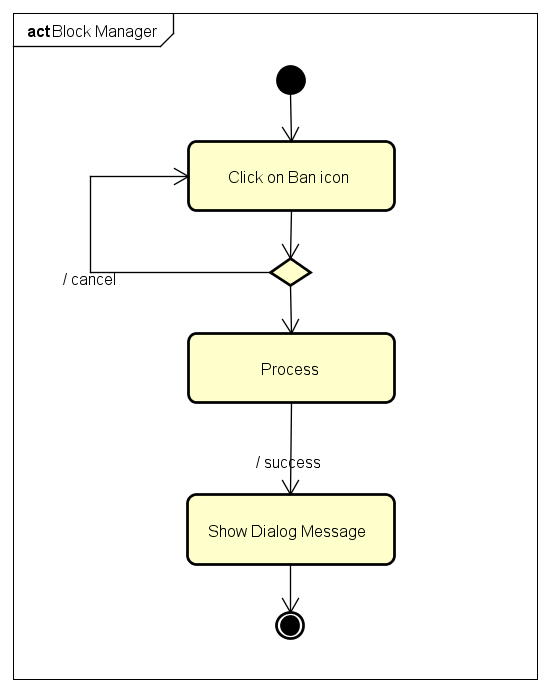 act Block Manager
Click on Ban icon
/ cancel
Process
/ success
Show Dialog Message